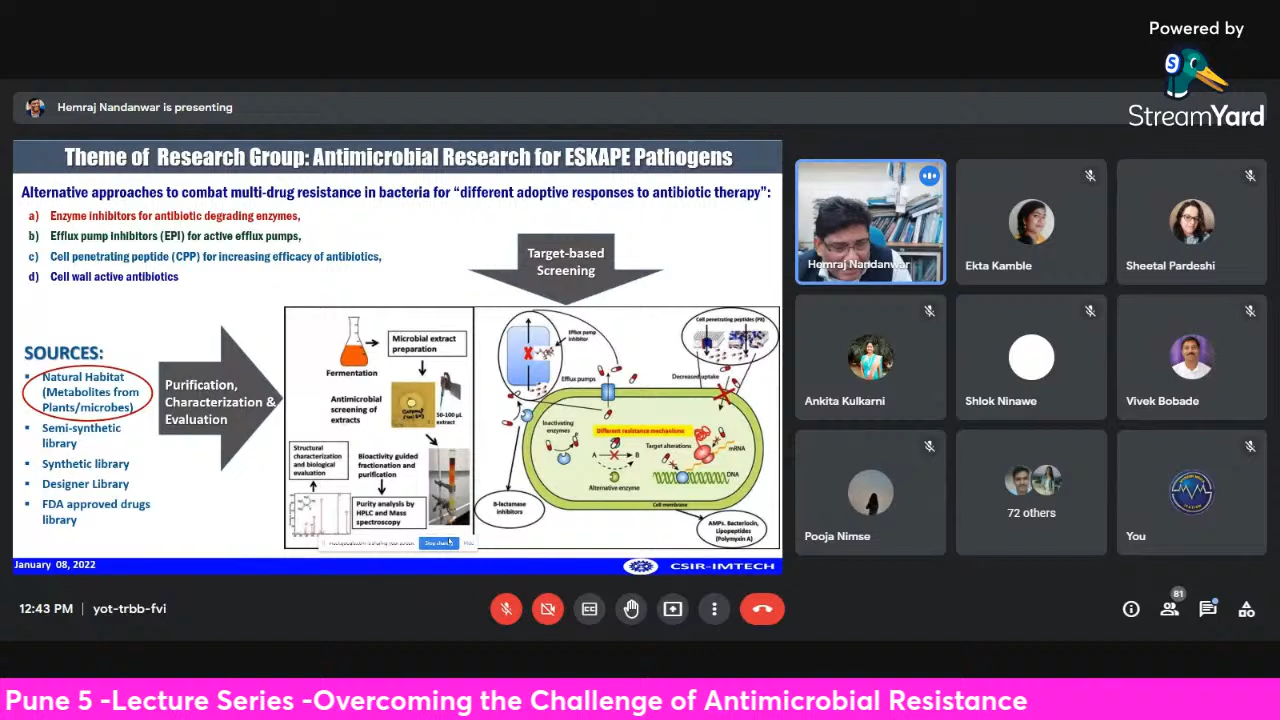 Powered by
StreamYard
Hemraj Nandanwar is presenting
Theme of Research Group: Antimicrobial Research for ESKAPE Pathogens
Alternative approaches to combat multi-drug resistance in bacteria for “different adoptive responses to antibiotic therapy”:
a) Enzyme inhibitors for antibiotic degrading enzymes,
b) Efflux pump inhibitors (EPI) for active efflux pumps,
c) Cell penetrating peptide (CPP) for increasing efficacy of antibiotics,
d) Cell wall active antibiotics
Target-based
Screening
SOURCES:
Natural Habitat
(Metabolites from
Plants/microbes)
Semi-synthetic
library
Synthetic library
Designer Library
FDA approved drugs
library
Purification,
Characterization &
Evaluation
Fermentation
Microbial extract
preparation
Antimicrobial
screening of
extracts
50-100 µL
extract
Structural
characterization
and biological
evaluation
Bioactivity guided
fractionation and
purification
Purity analysis by
HPLC and Mass
spectroscopy
Efflux pump
inhibitor
Cell penetrating peptides (PR)
Efflux pumps
Decreased uptake
Inactivating
enzymes
Different resistance mechanisms
Target alterations
mRNA
A
B
DNA
Alternative enzyme
Cell membrane
B-lactamase
inhibitors
AMPs, Bacteriocin,
Lipopeptides
(Polymyxin A)
January 08, 2022
CSIR-IMTECH
Hemraj Nandanwar
Ekta Kamble
Sheetal Pardeshi
Ankita Kulkarni
Shlok Ninawe
Vivek Bobade
Pooja Nimse
72 others
You
12:43 PM | yot-trbb-fvi
81
Pune 5 -Lecture Series -Overcoming the Challenge of Antimicrobial Resistance